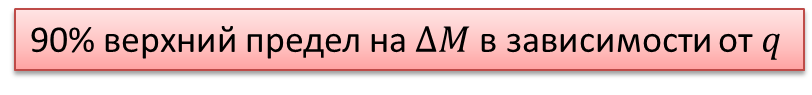 90% верхний предел на Δ𝑀 в зависимости от 𝑞